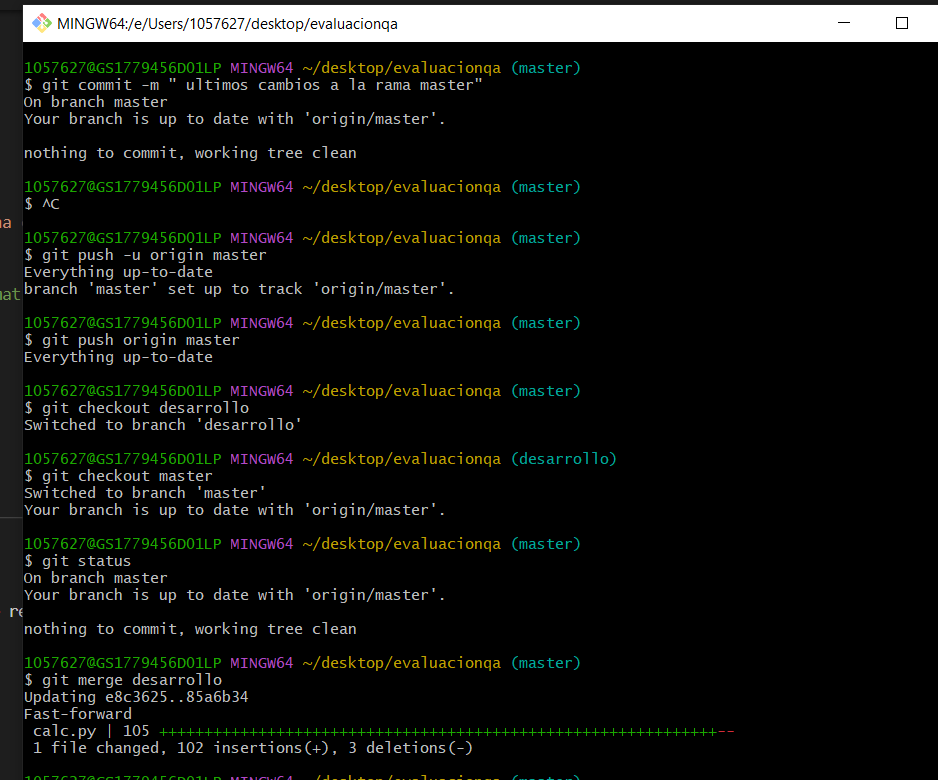 MINGW64:/e/Users/1057627/desktop/evaluacionqa
1057627@GS1779456D01LP MINGW64 ~/desktop/evaluacionqa (master)
$ git commit -m " ultimos cambios a la rama master"
On branch master
Your branch is up to date with 'origin/master'.
nothing to commit, working tree clean
1057627@GS1779456D01LP MINGW64 ~/desktop/evaluacionqa (master)
$ ^C
1057627@GS1779456D01LP MINGW64 ~/desktop/evaluacionqa (master)
$ git push -u origin master
Everything up-to-date
branch 'master' set up to track 'origin/master'.
1057627@GS1779456D01LP MINGW64 ~/desktop/evaluacionqa (master)
$ git push origin master
Everything up-to-date
1057627@GS1779456D01LP MINGW64 ~/desktop/evaluacionqa (master)
$ git checkout desarrollo
Switched to branch 'desarrollo'
1057627@GS1779456D01LP MINGW64 ~/desktop/evaluacionqa (desarrollo)
$ git checkout master
Switched to branch 'master'
Your branch is up to date with 'origin/master'.
1057627@GS1779456D01LP MINGW64 ~/desktop/evaluacionqa (master)
$ git status
On branch master
Your branch is up to date with 'origin/master'.
nothing to commit, working tree clean
1057627@GS1779456D01LP MINGW64 ~/desktop/evaluacionqa (master)
$ git merge desarrollo
Updating e8c3625..85a6b34
Fast-forward
calc.py | 105 ++++++++++++++++++++++++++++++++++++++++++++++++++++++++++++++--
1 file changed, 102 insertions(+), 3 deletions(-)
1057627@GS1779456D01LP MINGW64 ~/desktop/evaluacionqa (master)